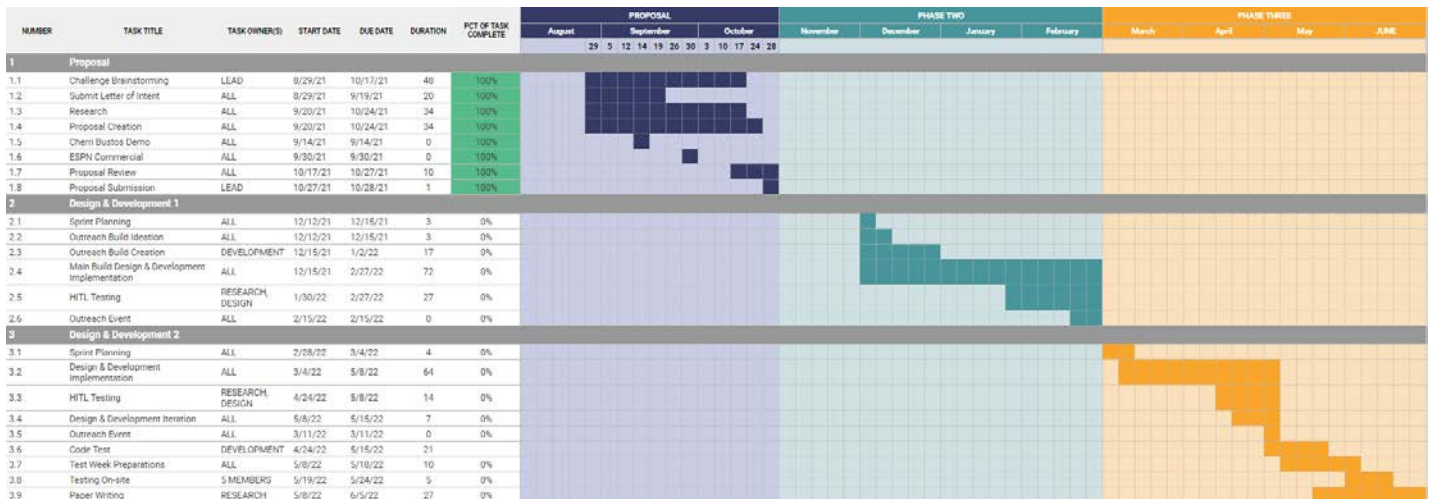 PROPOSAL PHASE TWO PHASE THREE
NUMBER TASK TITLE TASK OWNER(S) START DATE DUE DATE DURATION PCT OF TASK COMPLETE August September October November December January February March April May JUNE
29 5 12 14 19 26 30 3 10 17 24 28
1 Proposal
1.1 Challenge Brainstorming LEAD 8/29/21 10/17/21 48 100%
1.2 Submit Letter of Intent ALL 8/29/21 9/19/21 20 100%
1.3 Research ALL 9/20/21 10/24/21 34 100%
1.4 Proposal Creation ALL 9/20/21 10/24/21 34 100%
1.5 Cherri Bustos Demo ALL 9/14/21 9/14/21 0 100%
1.6 ESPN Commercial ALL 9/30/21 9/30/21 0 100%
1.7 Proposal Review ALL 10/17/21 10/27/21 10 100%
1.8 Proposal Submission LEAD 10/27/21 10/28/21 1 100%
2 Design & Development 1
2.1 Sprint Planning ALL 12/12/21 12/15/21 3 0%
2.2 Outreach Build Ideation ALL 12/12/21 12/15/21 3 0%
2.3 Outreach Build Creation DEVELOPMENT 12/15/21 1/2/22 17 0%
2.4 Main Build Design & Development Implementation ALL 12/15/21 2/27/22 72 0%
2.5 HITL Testing RESEARCH, DESIGN 1/30/22 2/27/22 27 0%
2.6 Outreach Event ALL 2/15/22 2/15/22 0 0%
3 Design & Development 2
3.1 Sprint Planning ALL 2/28/22 3/4/22 4 0%
3.2 Design & Development Implementation ALL 3/4/22 5/8/22 64 0%
3.3 HITL Testing RESEARCH, DESIGN 4/24/22 5/8/22 14 0%
3.4 Design & Development Iteration ALL 5/8/22 5/15/22 7 0%
3.5 Outreach Event ALL 3/11/22 3/11/22 0 0%
3.6 Code Test DEVELOPMENT 4/24/22 5/15/22 21
3.7 Test Week Preparations ALL 5/8/22 5/18/22 10 0%
3.8 Testing On-site 5 MEMBERS 5/19/22 5/24/22 5 0%
3.9 Paper Writing RESEARCH 5/8/22 6/5/22 27 0%